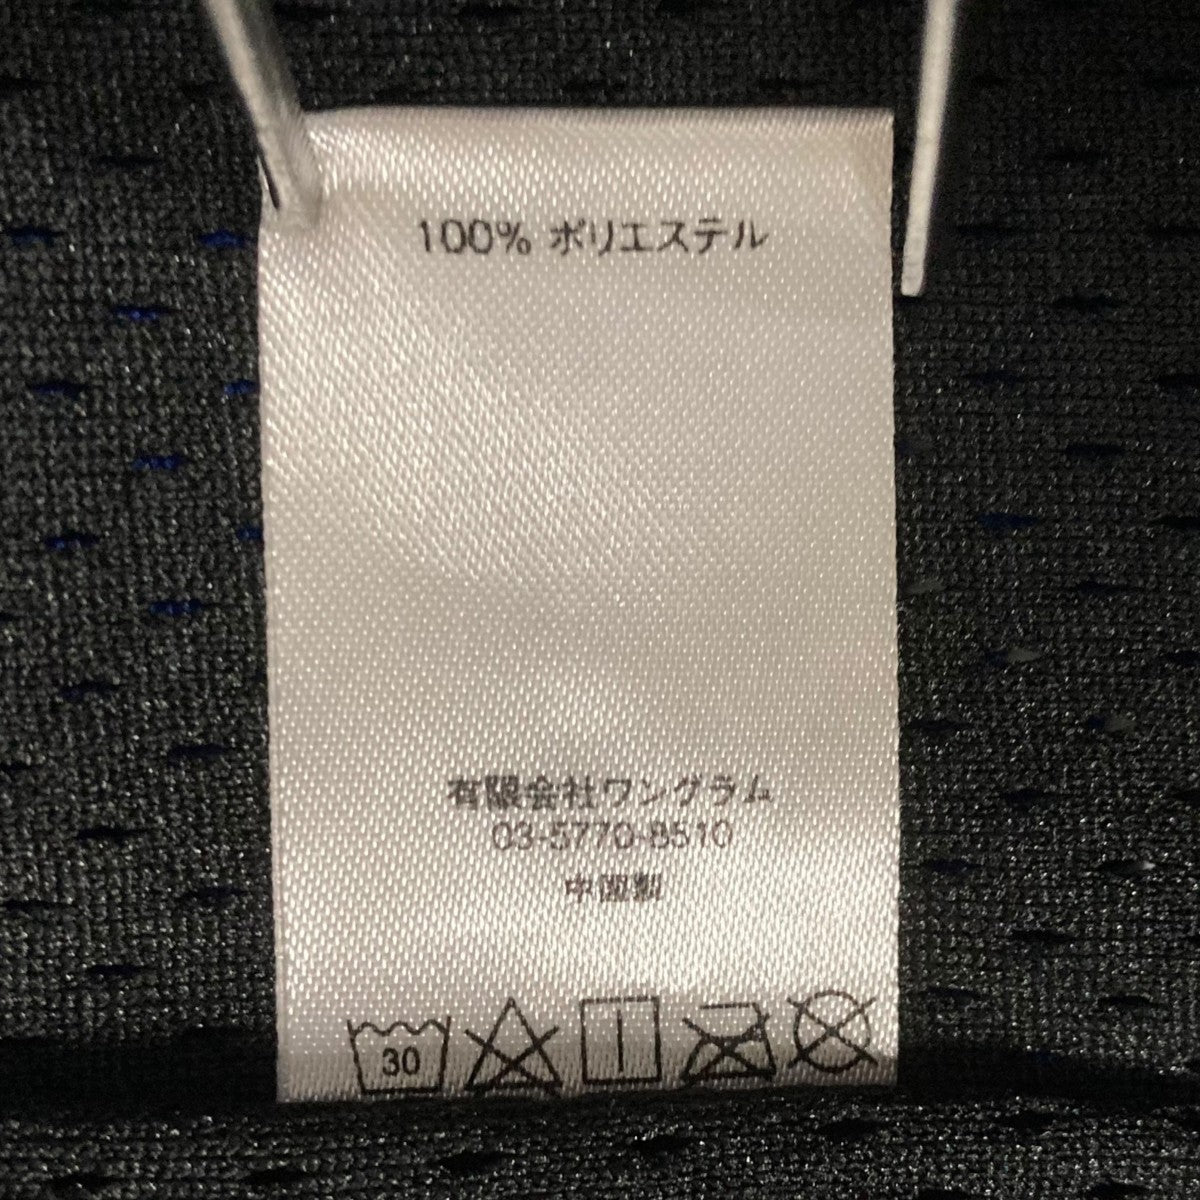 100% ポリエステル
有限会社ワングラム
03-5770-8510
中国製
30